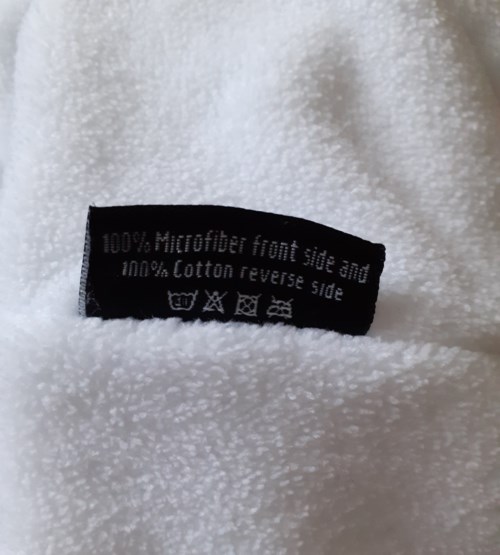 100% Microfiber front side and
100% Cotton reverse side